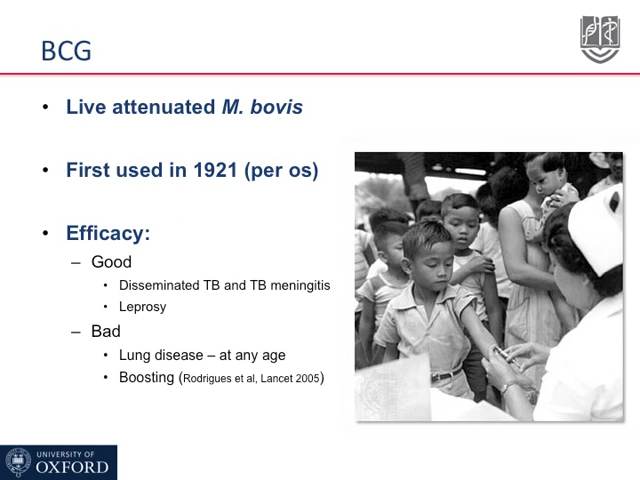 BCG
• Live attenuated M. bovis
• First used in 1921 (per os)
• Efficacy:
– Good
• Disseminated TB and TB meningitis
• Leprosy
– Bad
• Lung disease – at any age
• Boosting (Rodrigues et al, Lancet 2005)
UNIVERSITY OF
OXFORD